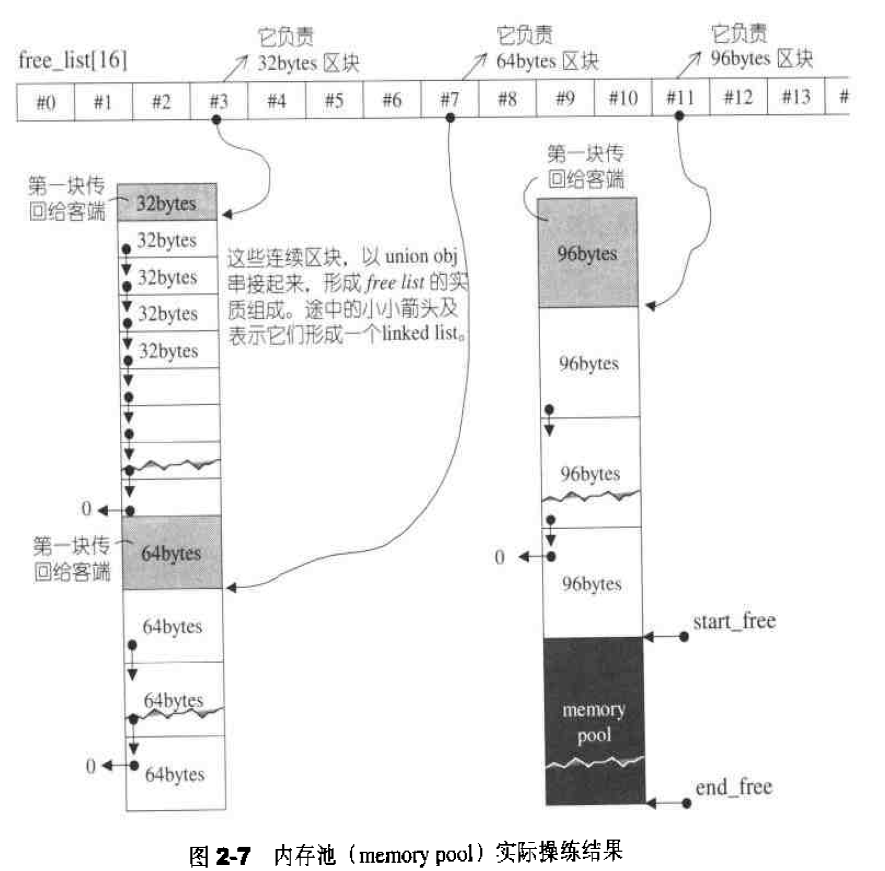 它负责
32bytes 区块
它负责
64bytes 区块
它负责
96bytes 区块
free_list[16]
#0 #1 #2 #3 #4 #5 #6 #7 #8 #9 #10 #11 #12 #13 #
第一块传
回给客端
32bytes
32bytes
32bytes
32bytes
32bytes
0
这些连续区块，以 union obj
串接起来，形成 free list 的实
质组成。途中的小小箭头及
表示它们形成一个linked list。
第一块传
回给客端
64bytes
64bytes
64bytes
64bytes
0
第一块传
回给客端
96bytes
96bytes
96bytes
0
96bytes
start_free
memory
pool
end_free
图 2-7 内存池（memory pool）实际操练结果